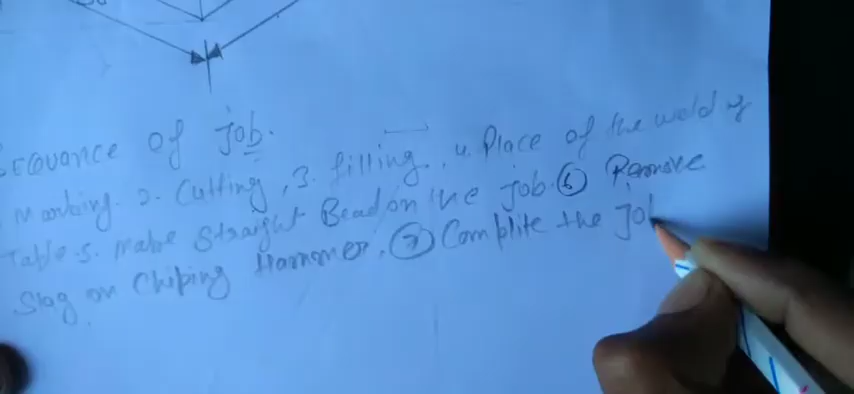 Sequance of Job.
Marking. 2. Cutting, 3. filling, 4. Place of the weld of
Table. 5. Make Straight Bead on the job. 6 Remove
Slag on Chiping Hammer. 7 Complite the Job